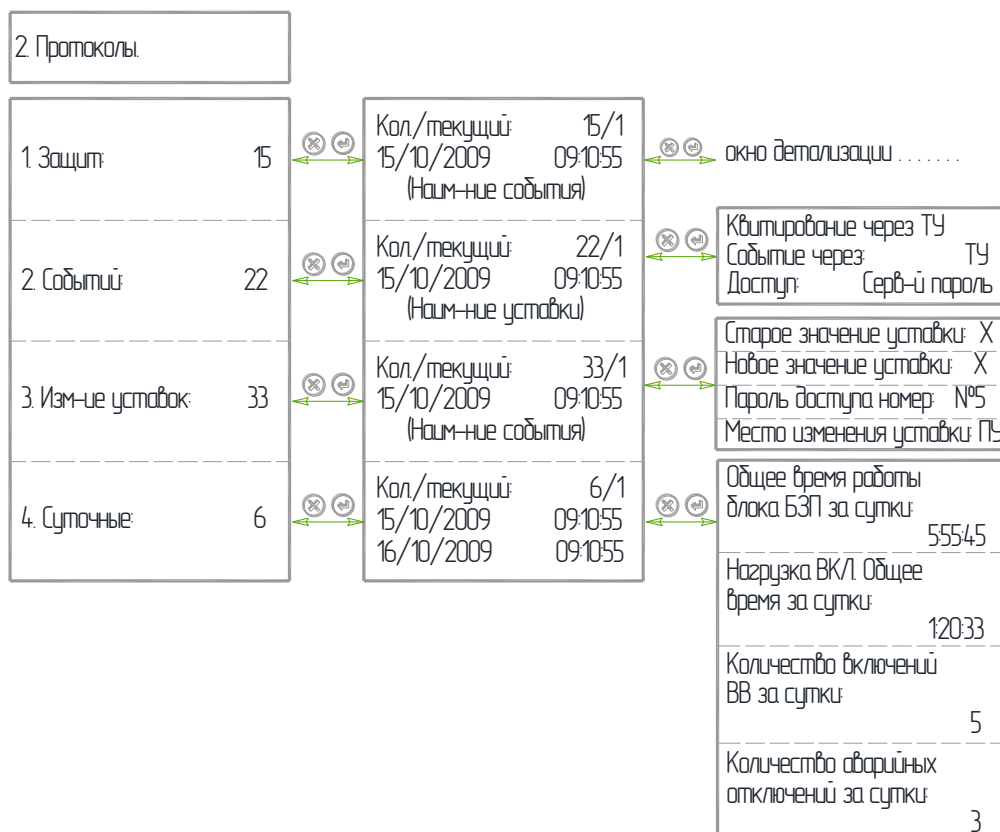 2. Протоколы.
1. Защит: 15
Кол./текущий: 15/1
15/10/2009 09:10:55
(Наим-ние события)
окно детализации . . . . . . .
2. Событий: 22
Кол./текущий: 22/1
15/10/2009 09:10:55
(Наим-ние уставки)
Квитирование через ТУ
Событие через: ТУ
Доступ: Серв-й пароль
3. Изм-ие уставок: 33
Кол./текущий: 33/1
15/10/2009 09:10:55
(Наим-ние события)
Старое значение уставки: X
Новое значение уставки: X
Пароль доступа номер: №5
Место изменения уставки: ПУ
4. Суточные: 6
Кол./текущий: 6/1
15/10/2009 09:10:55
16/10/2009 09:10:55
Общее время работы
блока БЗП за сутки:
5:55:45
Нагрузка ВКЛ. Общее
время за сутки:
1:20:33
Количество включений
ВВ за сутки:
5
Количество аварийных
отключений за сутки:
3